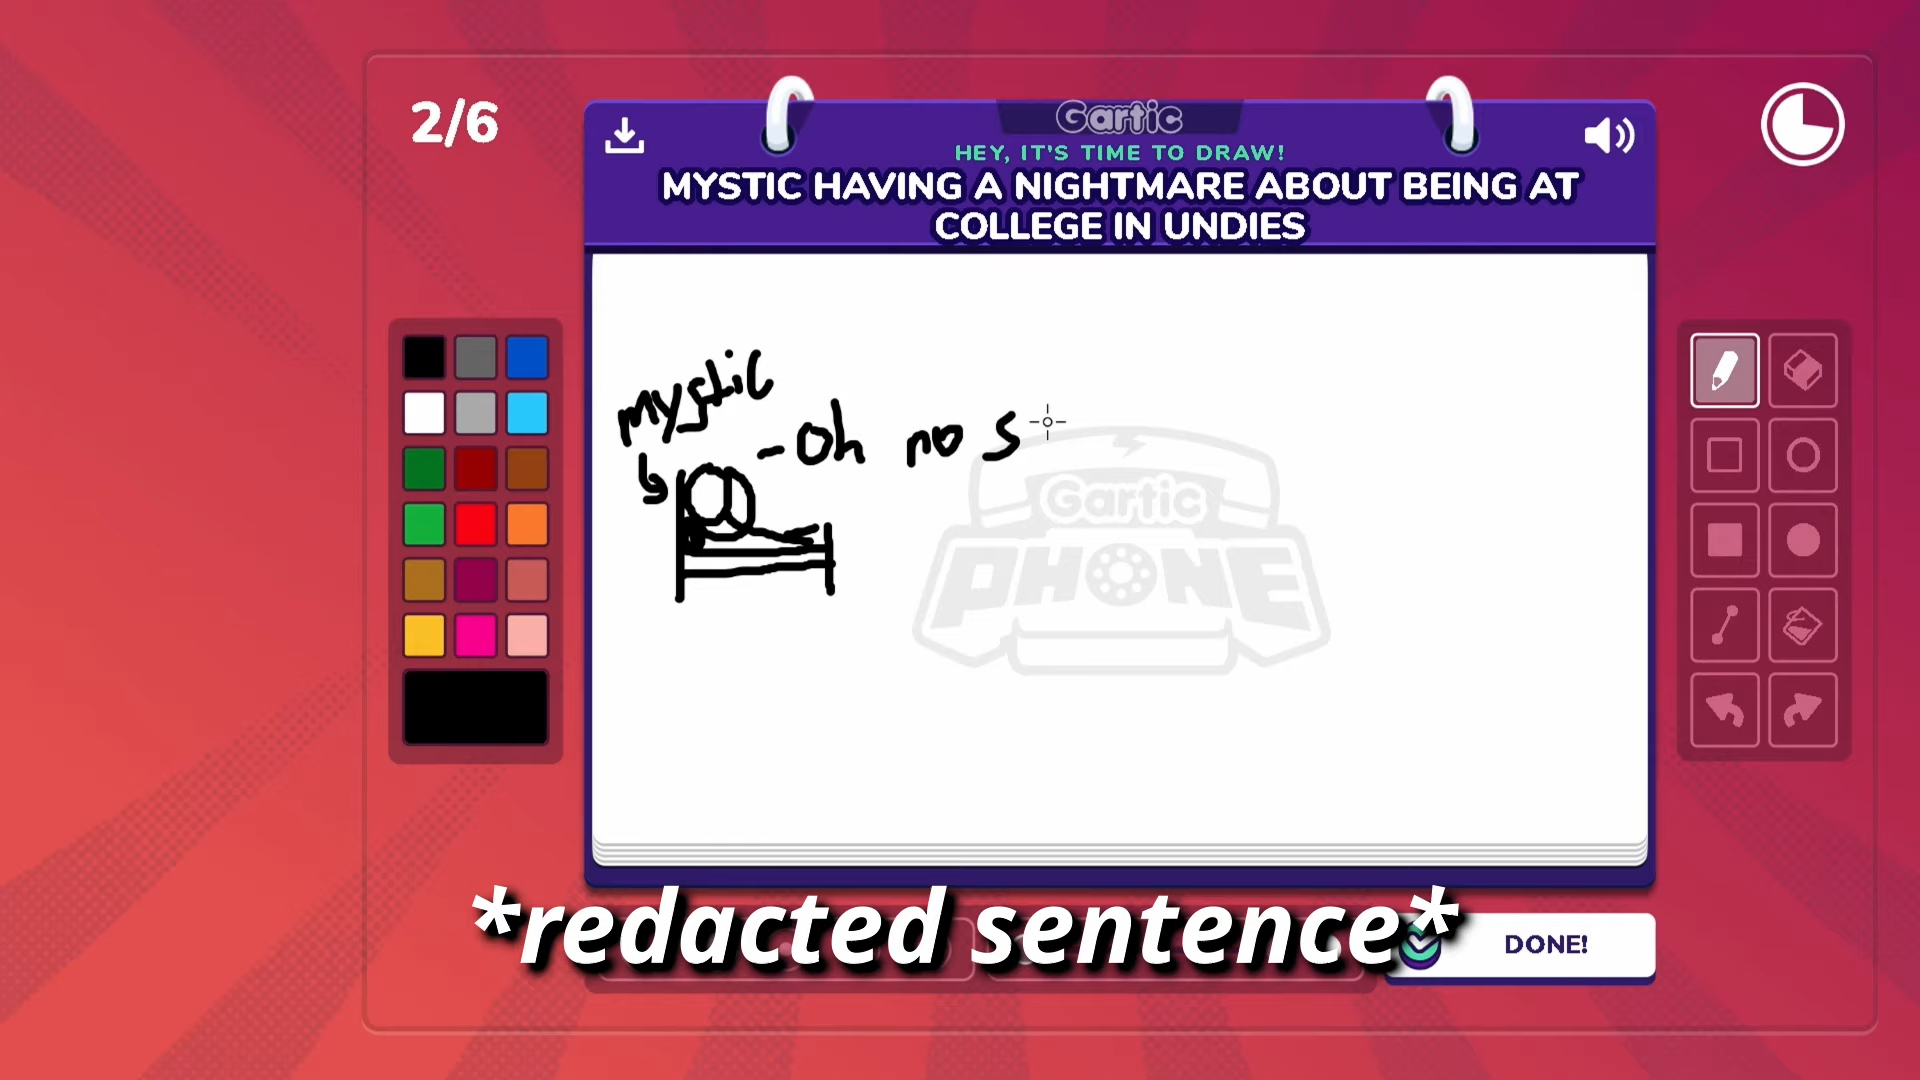 2/6
Gartic
HEY, IT'S TIME TO DRAW!
MYSTIC HAVING A NIGHTMARE ABOUT BEING AT
COLLEGE IN UNDIES
mystic
-Oh no s
Gartic
PHONE
*redacted sentence*
DONE!